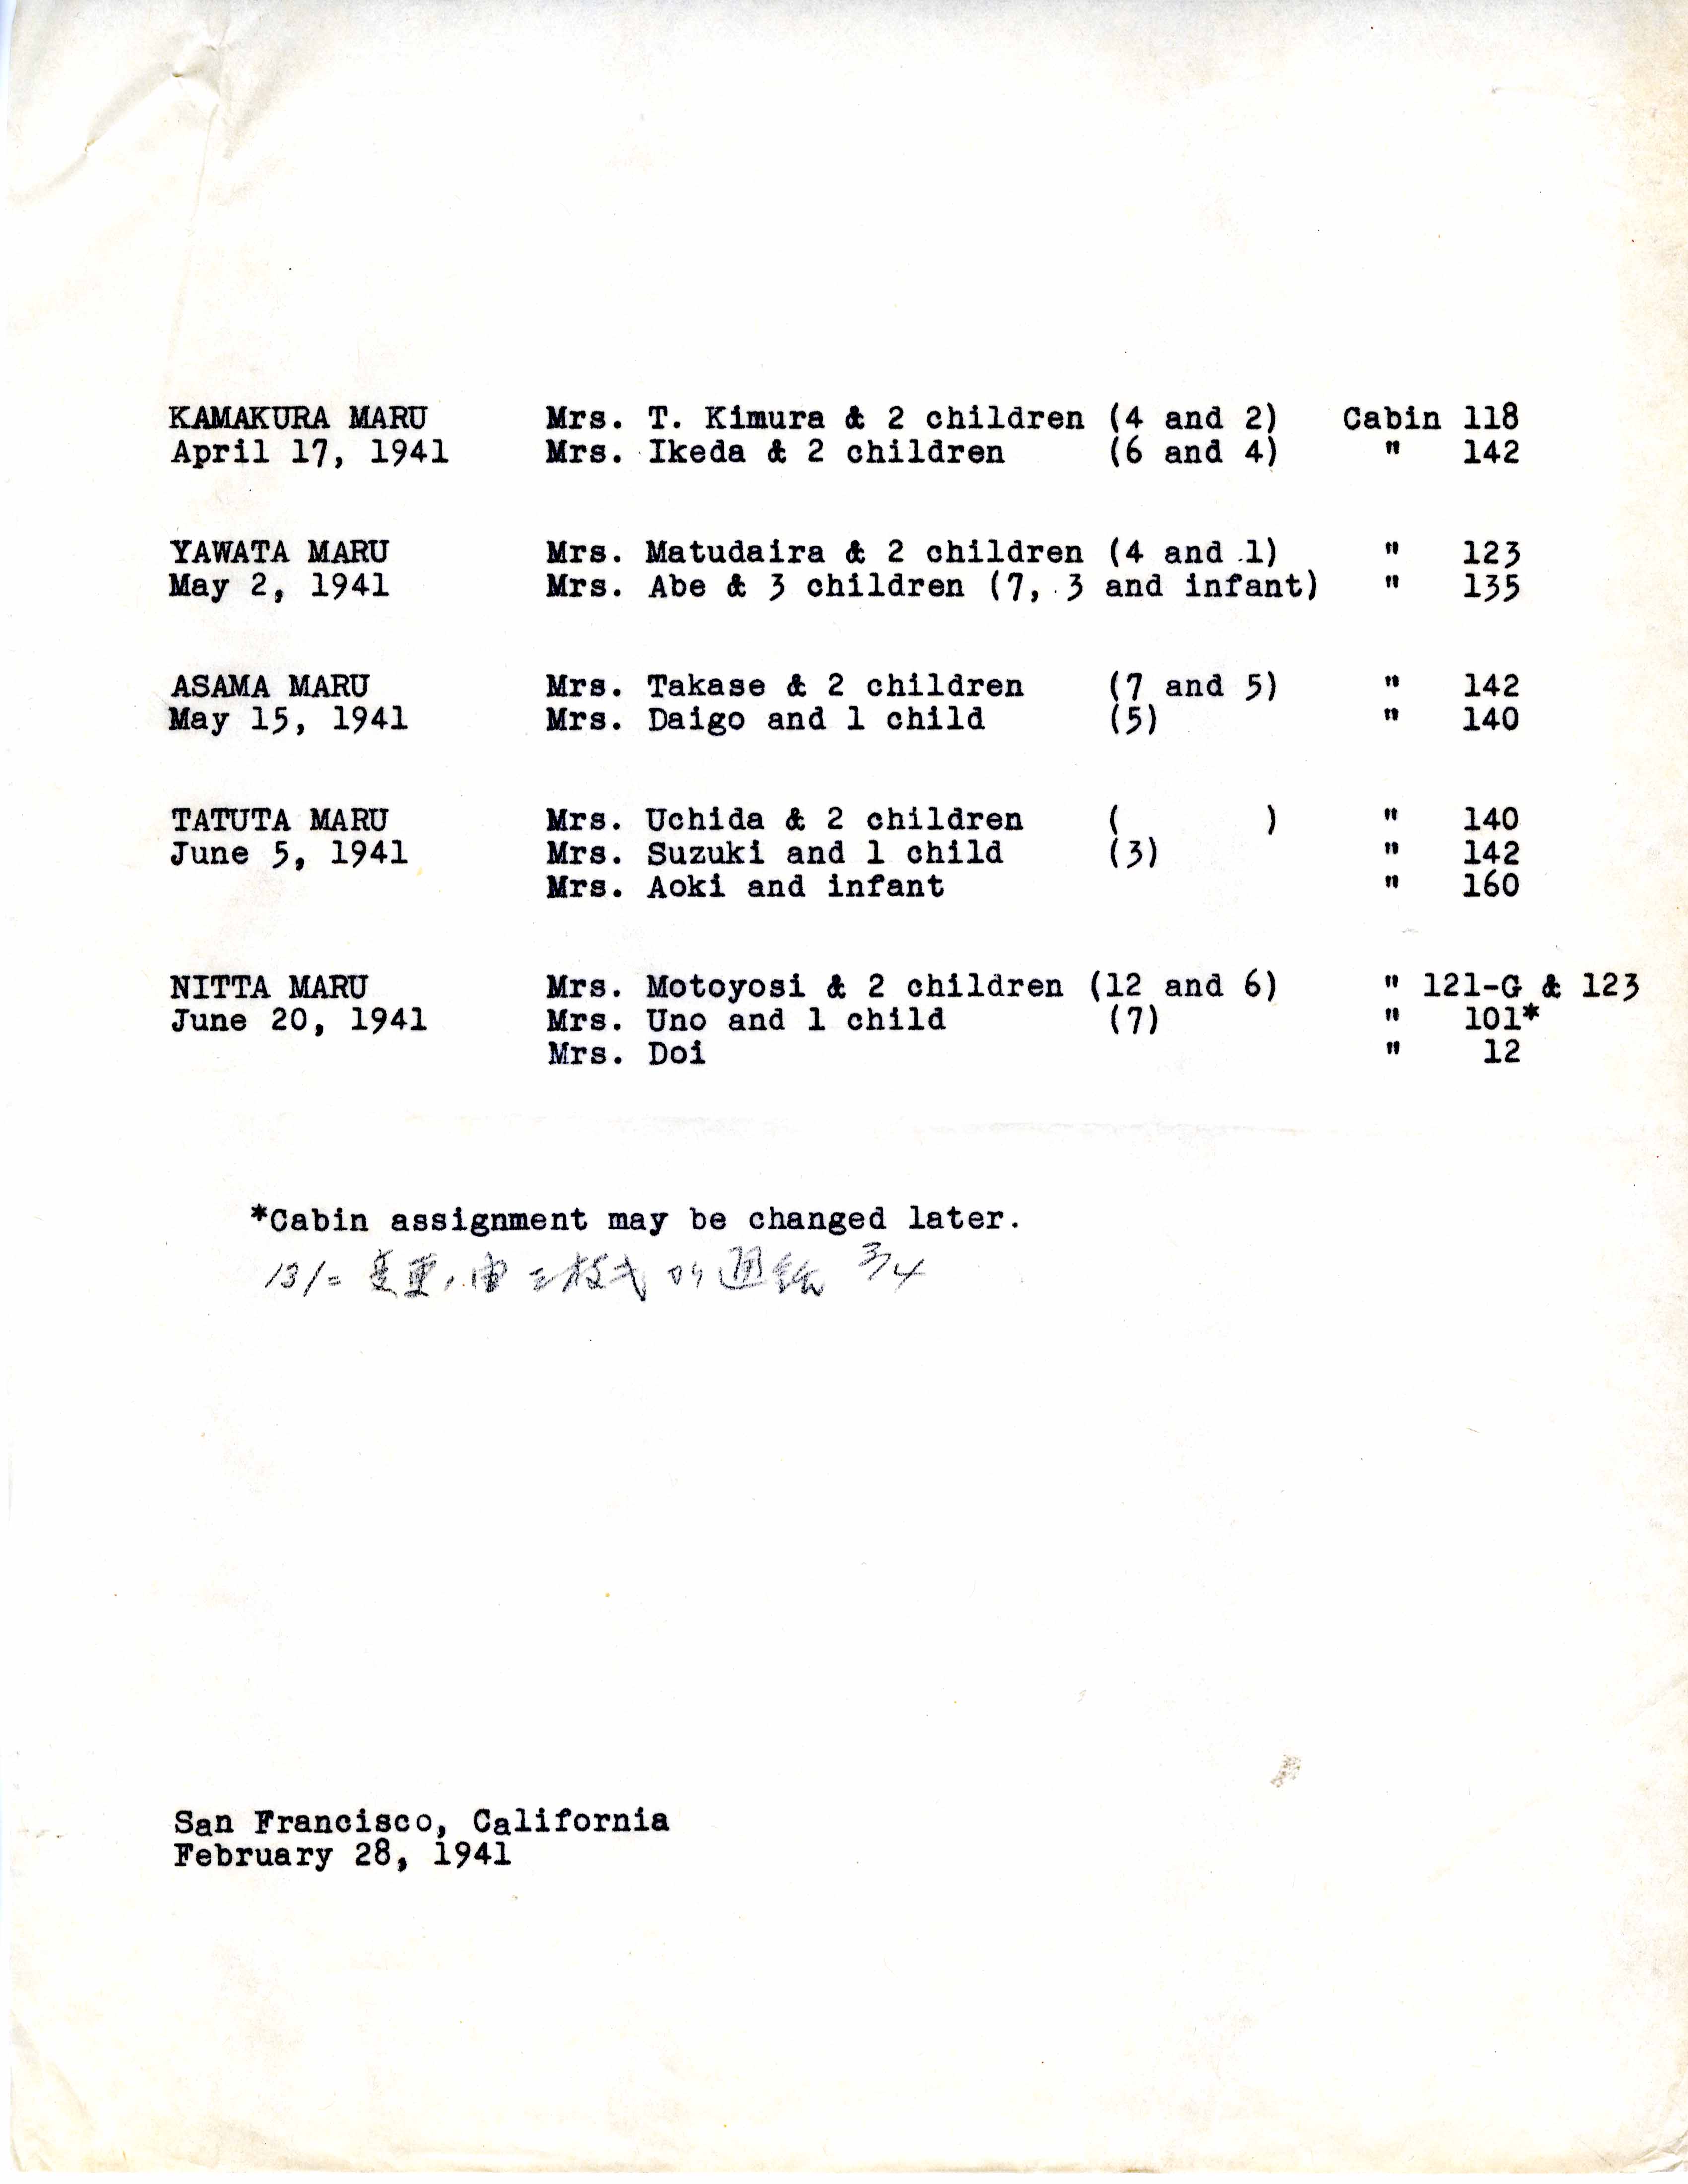 KAMAKURA MARU Mrs. T. Kimura & 2 children (4 and 2) Cabin 118
April 17, 1941 Mrs. Ikeda & 2 children (6 and 4) " 142
YAWATA MARU Mrs. Matudaira & 2 children (4 and 1) " 123
May 2, 1941 Mrs. Abe & 3 children (7, 3 and infant) " 135
ASAMA MARU Mrs. Takase & 2 children (7 and 5) " 142
May 15, 1941 Mrs. Daigo and 1 child (5) " 140
TATUTA MARU Mrs. Uchida & 2 children ( ) " 140
June 5, 1941 Mrs. Suzuki and 1 child (3) " 142
Mrs. Aoki and infant " 160
NITTA MARU Mrs. Motoyosi & 2 children (12 and 6) " 121-G & 123
June 20, 1941 Mrs. Uno and 1 child (7) " 101*
Mrs. Doi " 12
*Cabin assignment may be changed later.
131= 変更 3/4
San Francisco, California
February 28, 1941